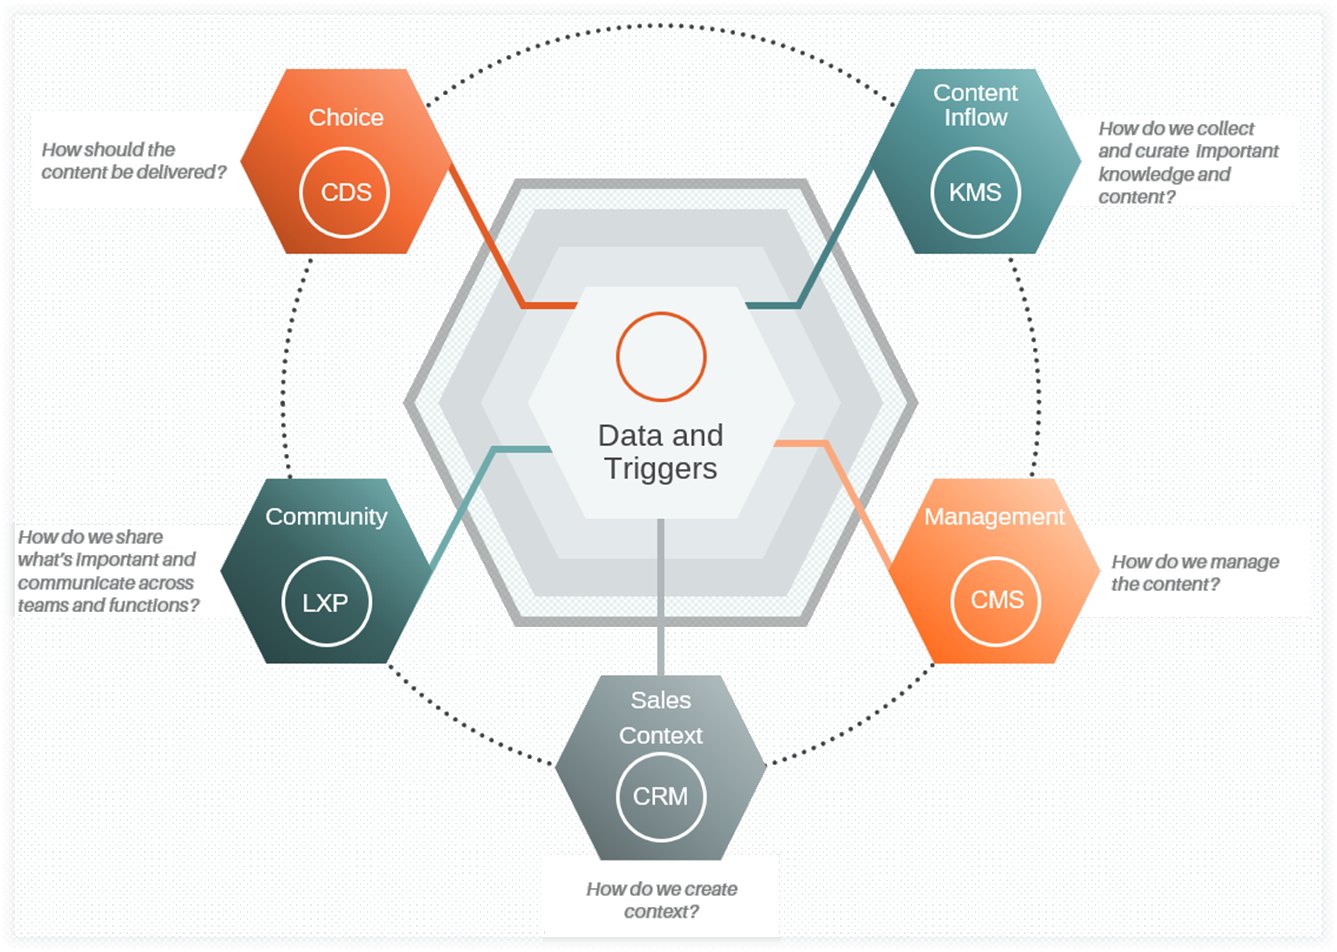 Choice
CDS
How should the
content be delivered?
Content
Inflow
KMS
How do we collect
and curate Important
knowledge and
content?
Data and
Triggers
Community
LXP
How do we share
what's Important and
communicate across
teams and functions?
Management
CMS
How do we manage
the content?
Sales
Context
CRM
How do we create
context?